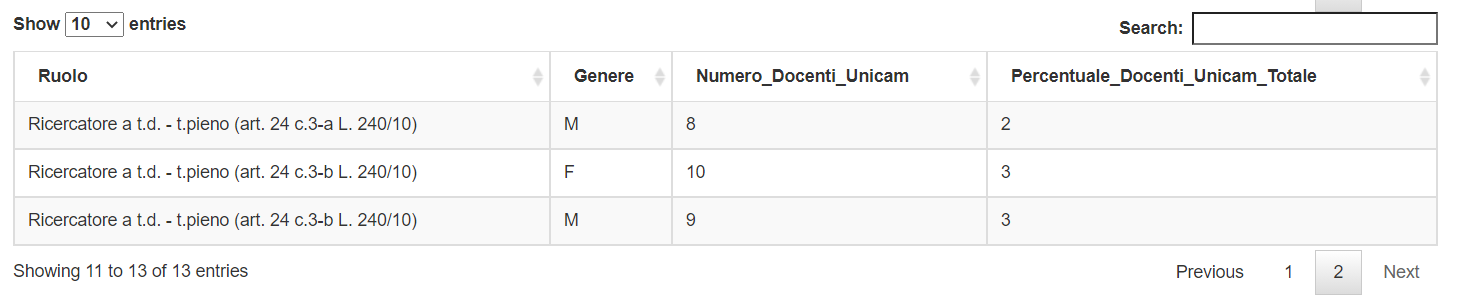 Show 10 entries
Search:
Ruolo Genere Numero_Docenti_Unicam Percentuale_Docenti_Unicam_Totale
Ricercatore a t.d. - t.pieno (art. 24 c.3-a L. 240/10) M 8 2
Ricercatore a t.d. - t.pieno (art. 24 c.3-b L. 240/10) F 10 3
Ricercatore a t.d. - t.pieno (art. 24 c.3-b L. 240/10) M 9 3
Showing 11 to 13 of 13 entries
Previous 1 2 Next